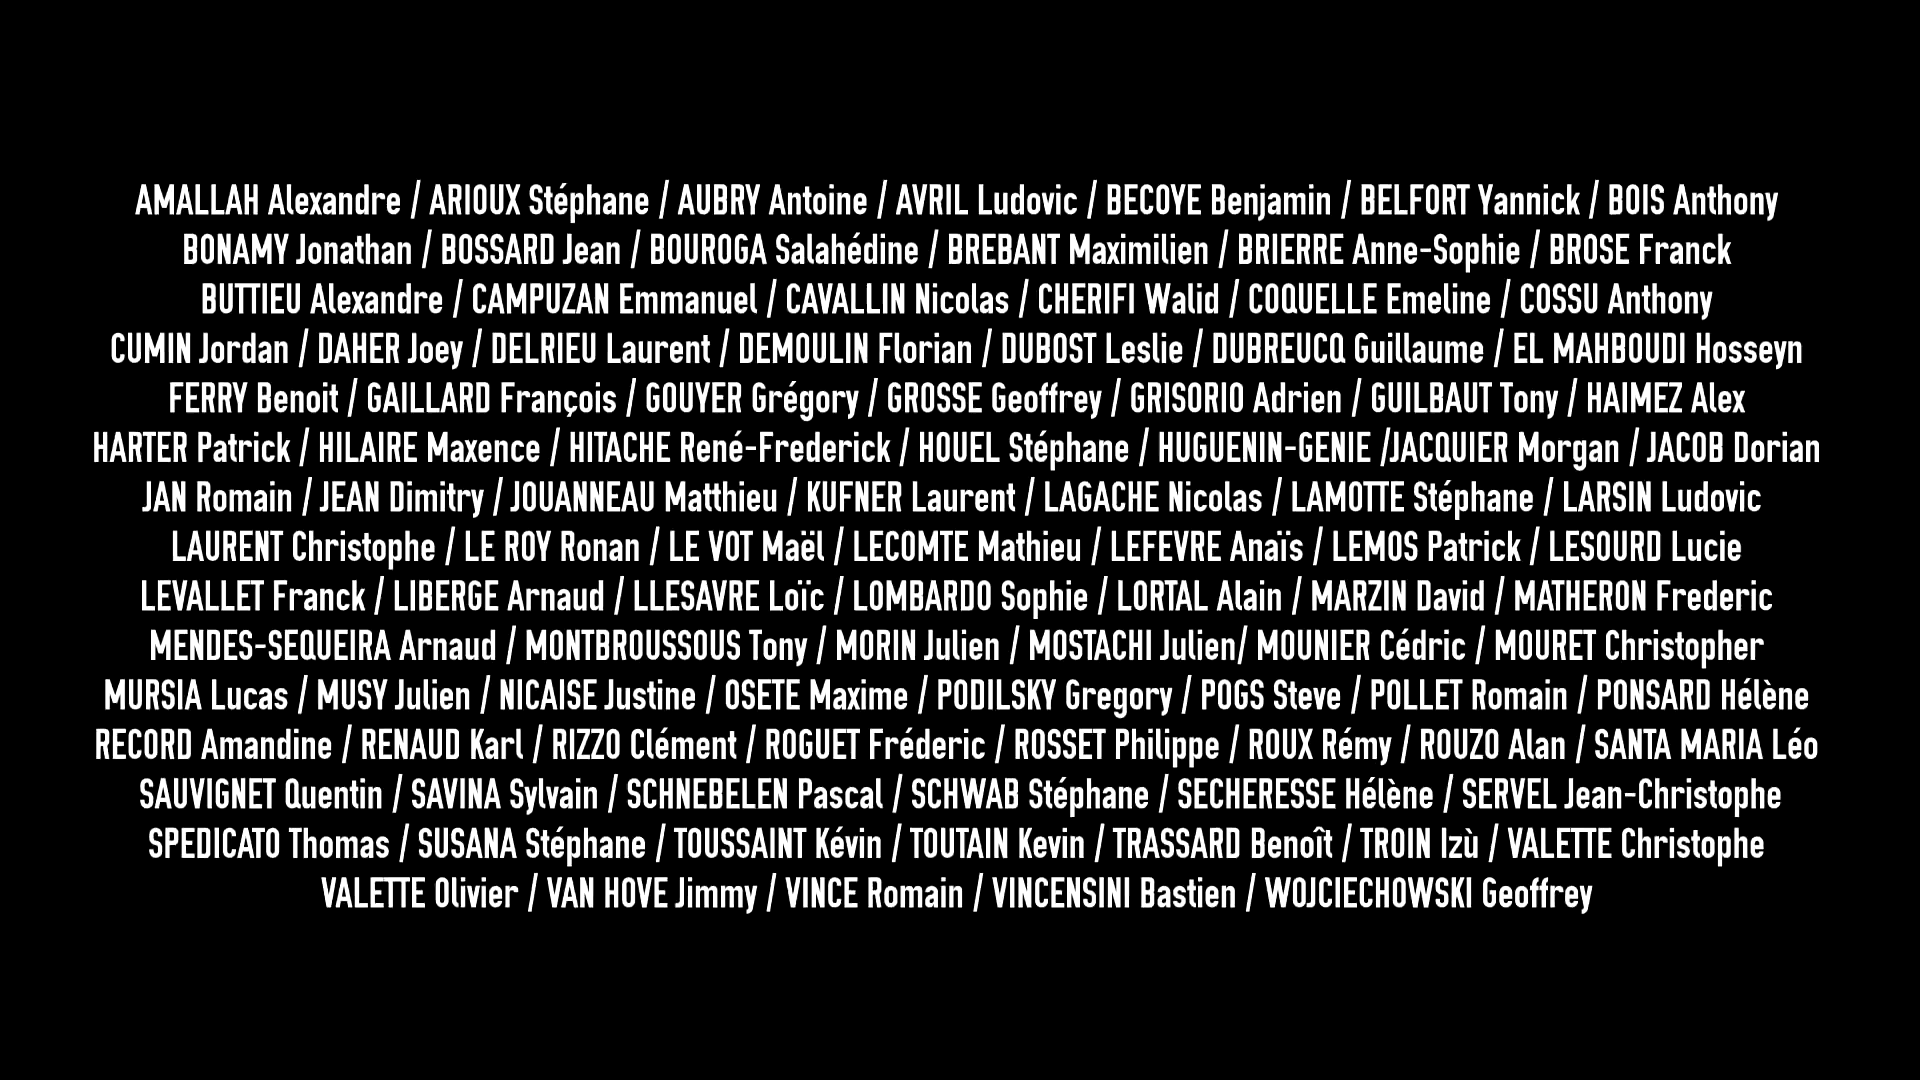 AMALLAH Alexandre / ARIOUX Stéphane / AUBRY Antoine / AVRIL Ludovic / BECOYE Benjamin / BELFORT Yannick / BOIS Anthony
BONAMY Jonathan / BOSSARD Jean / BOUROGA Salahédine / BREBANT Maximilien / BRIERRE Anne-Sophie / BROSE Franck
BUTTIEU Alexandre / CAMPUZAN Emmanuel / CAVALLIN Nicolas / CHERIFI Walid / COQUELLE Emeline / COSSU Anthony
CUMIN Jordan / DAHER Joey / DELRIEU Laurent / DEMOULIN Florian / DUBOST Leslie / DUBREUCQ Guillaume / EL MAHBOUDI Hosseyn
FERRY Benoit / GAILLARD François / GOUYER Grégory / GROSSE Geoffrey / GRISORIO Adrien / GUILBAUT Tony / HAIMEZ Alex
HARTER Patrick / HILAIRE Maxence / HITACHE René-Frederick / HOUEL Stéphane / HUGUENIN-GENIE /JACQUIER Morgan / JACOB Dorian
JAN Romain / JEAN Dimitry / JOUANNEAU Matthieu / KUFNER Laurent / LAGACHE Nicolas / LAMOTTE Stéphane / LARSIN Ludovic
LAURENT Christophe / LE ROY Ronan / LE VOT Maël / LECOMTE Mathieu / LEFEVRE Anaïs / LEMOS Patrick / LESOURD Lucie
LEVALLET Franck / LIBERGE Arnaud / LLESAVRE Loïc / LOMBARDO Sophie / LORTAL Alain / MARZIN David / MATHERON Frederic
MENDES-SEQUEIRA Arnaud / MONTBROUSSOUS Tony / MORIN Julien / MOSTACHI Julien/ MOUNIER Cédric / MOURET Christopher
MURSIA Lucas / MUSY Julien / NICAISE Justine / OSETE Maxime / PODILSKY Gregory / POGS Steve / POLLET Romain / PONSARD Hélène
RECORD Amandine / RENAUD Karl / RIZZO Clément / ROGUET Fréderic / ROSSET Philippe / ROUX Rémy / ROUZO Alan / SANTA MARIA Léo
SAUVIGNET Quentin / SAVINA Sylvain / SCHNEBELEN Pascal / SCHWAB Stéphane / SECHERESSE Hélène / SERVEL Jean-Christophe
SPEDICATO Thomas / SUSANA Stéphane / TOUSSAINT Kévin / TOUTAIN Kevin / TRASSARD Benoît / TROIN Izù / VALETTE Christophe
VALETTE Olivier / VAN HOVE Jimmy / VINCE Romain / VINCENSINI Bastien / WOJCIECHOWSKI Geoffrey